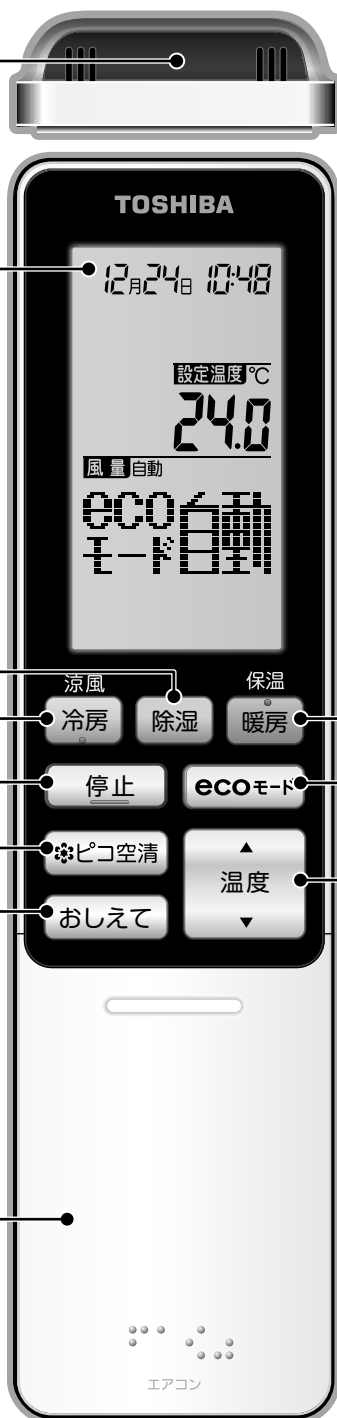 TOSHIBA
12月24日 10:48
設定温度 ℃
24.0
風量 自動
eco自動
モード
涼風 保温
冷房 除湿 暖房
停止 ecoモード
ピコ空清
▲
温度
▼
おしえて
エアコン